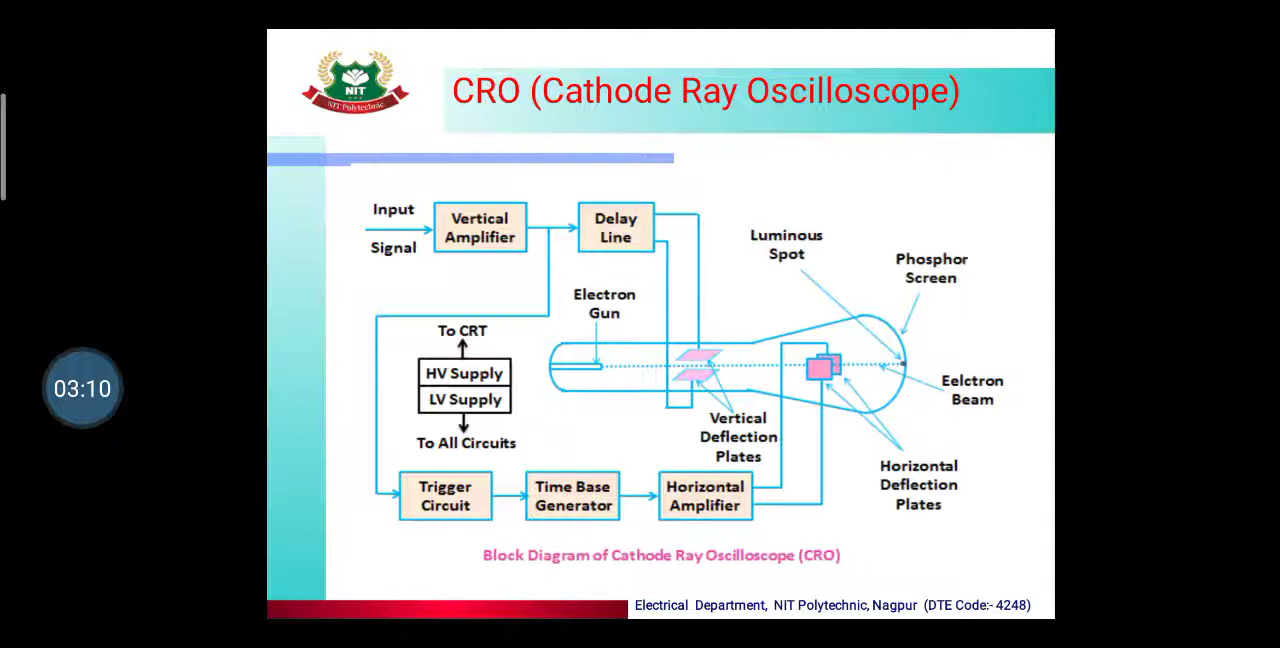 NIT
NIT Polytechnic
CRO (Cathode Ray Oscilloscope)
Input
Signal
Vertical
Amplifier
Delay
Line
Luminous
Spot
Phosphor
Screen
Electron
Gun
To CRT
HV Supply
LV Supply
To All Circuits
03:10
Eelctron
Beam
Vertical
Deflection
Plates
Horizontal
Deflection
Plates
Trigger
Circuit
Time Base
Generator
Horizontal
Amplifier
Block Diagram of Cathode Ray Oscilloscope (CRO)
Electrical Department, NIT Polytechnic, Nagpur (DTE Code:- 4248)